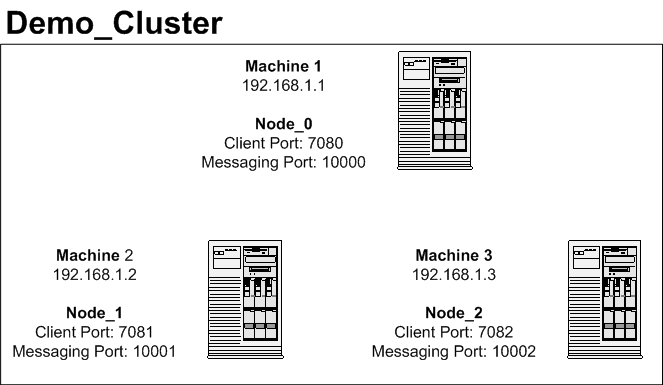 Demo_Cluster
Machine 1
192.168.1.1
Node_0
Client Port: 7080
Messaging Port: 10000
Machine 2
192.168.1.2
Node_1
Client Port: 7081
Messaging Port: 10001
Machine 3
192.168.1.3
Node_2
Client Port: 7082
Messaging Port: 10002